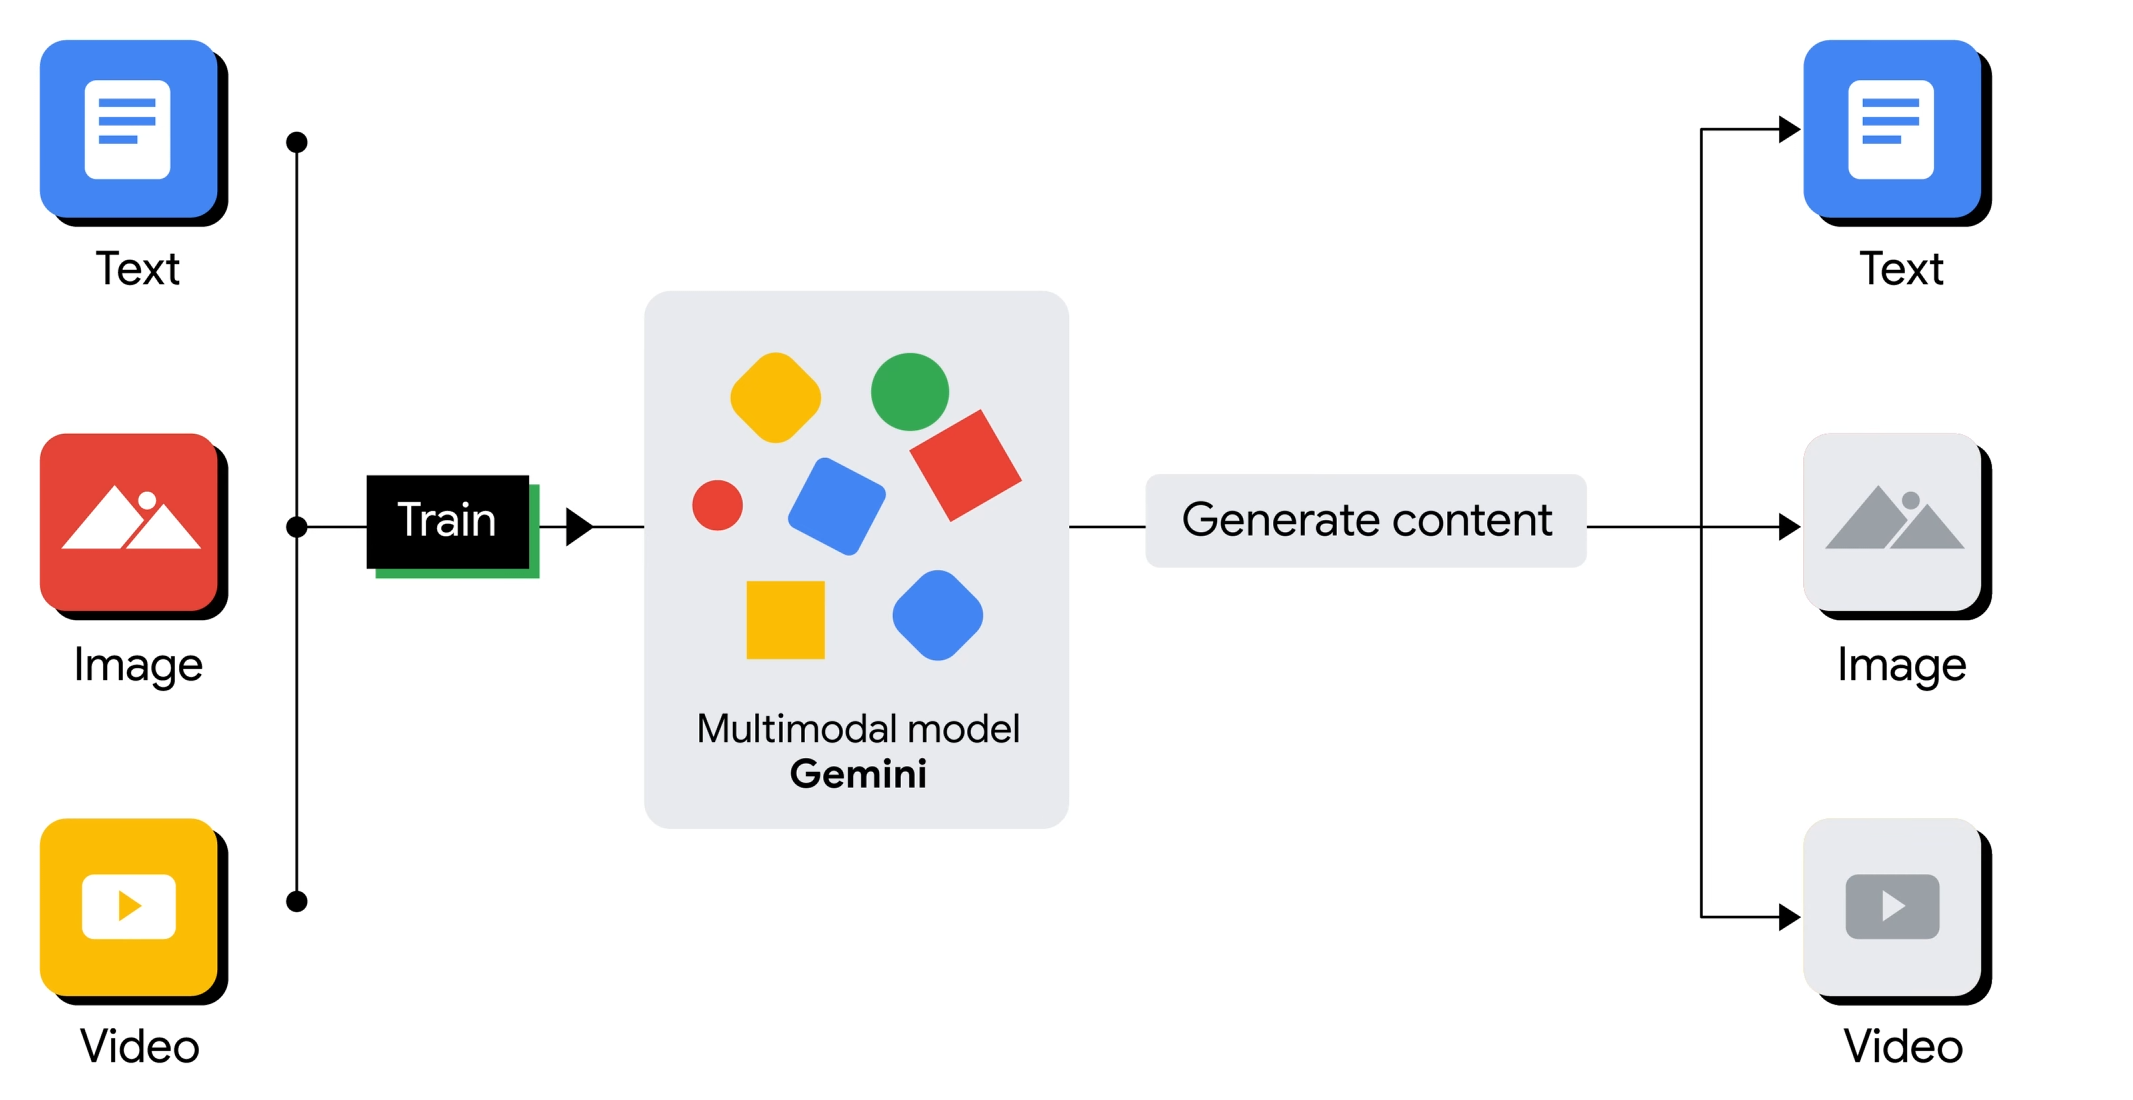 Text
Image
Video
Train
Multimodal model
Gemini
Generate content
Text
Image
Video